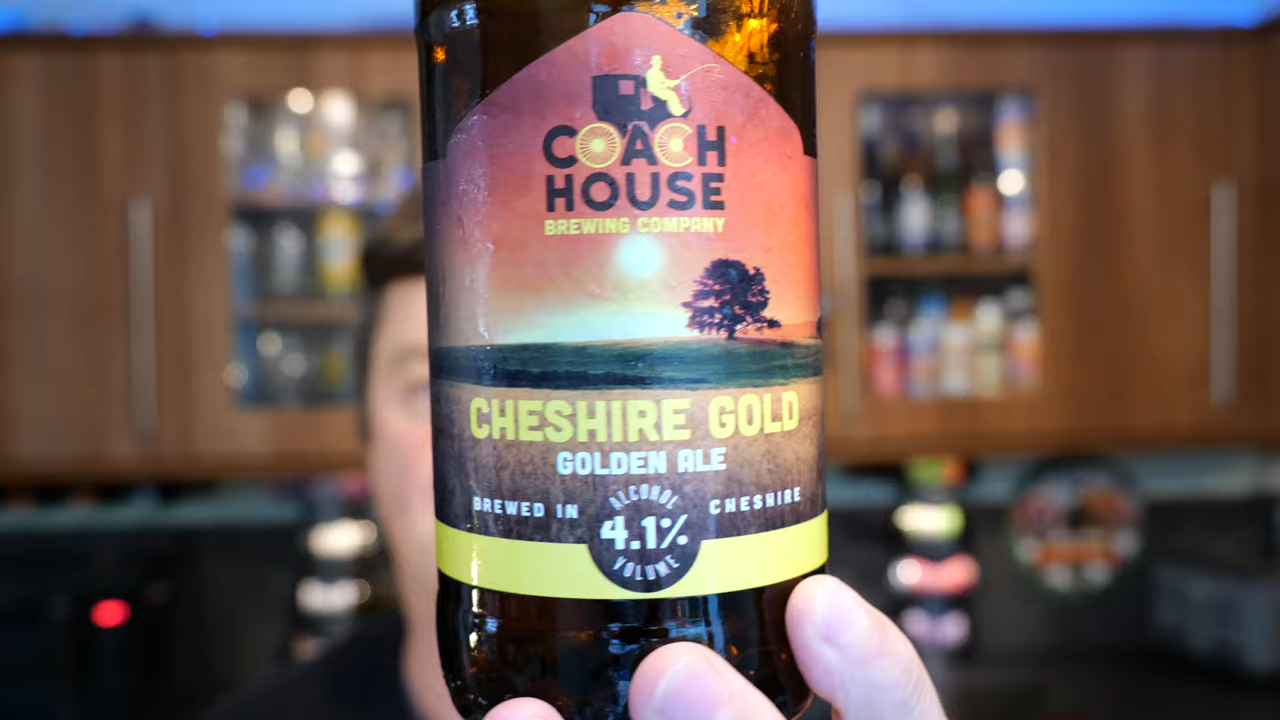 COACH
HOUSE
BREWING COMPANY
CHESHIRE GOLD
GOLDEN ALE
BREWED IN CHESHIRE
ALCOHOL
4.1%
VOLUME